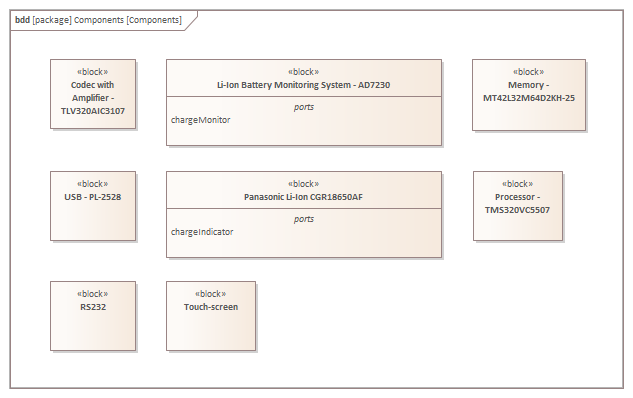 bdd [package] Components [Components]
«block»
Codec with
Amplifier -
TLV320AIC3107
«block»
Li-Ion Battery Monitoring System - AD7230
ports
chargeMonitor
«block»
Memory -
MT42L32M64D2KH-25
«block»
USB - PL-2528
«block»
Panasonic Li-Ion CGR18650AF
ports
chargeIndicator
«block»
Processor -
TMS320VC5507
«block»
RS232
«block»
Touch-screen